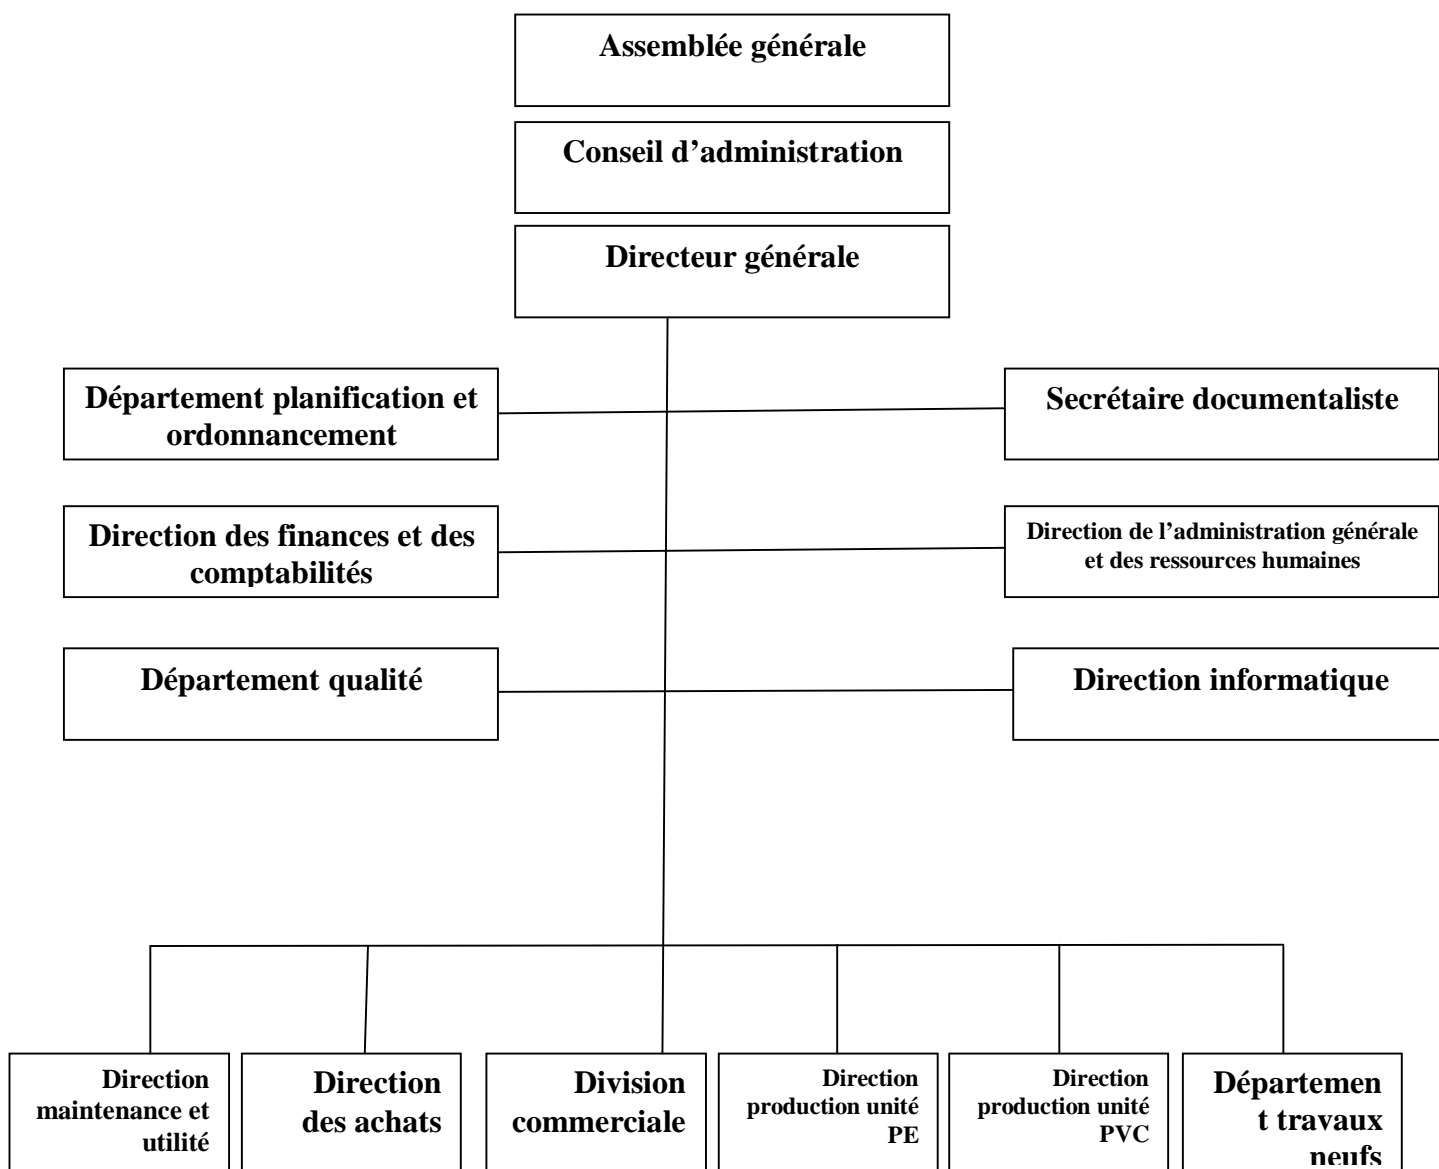 Assemblée générale
Conseil d’administration
Directeur générale
Département planification et
ordonnancement
Secrétaire documentaliste
Direction des finances et des
comptabilités
Direction de l’administration générale
et des ressources humaines
Département qualité
Direction informatique
Direction
maintenance et
utilité
Direction
des achats
Division
commerciale
Direction
production unité
PE
Direction
production unité
PVC
Départemen
t travaux
neufs